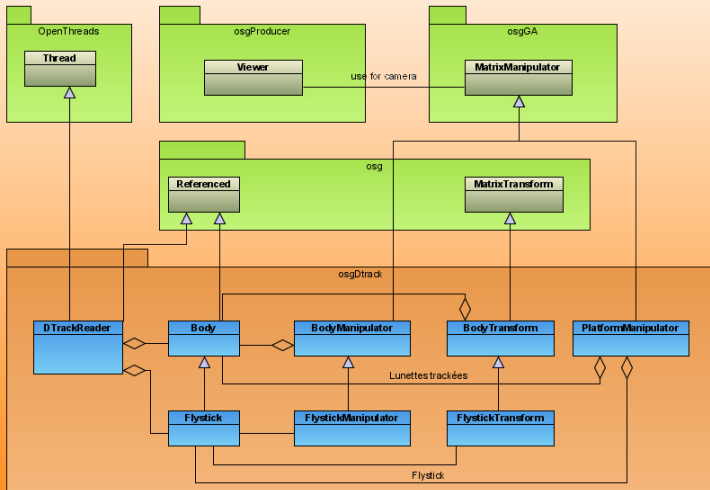 OpenThreads
osgProducer
osgGA
Thread
Viewer
MatrixManipulator
use for camera
osg
Referenced
MatrixTransform
osgDtrack
DTrackReader
Body
BodyManipulator
BodyTransform
PlatformManipulator
Lunettes trackées
Flystick
FlystickManipulator
FlystickTransform
Flystick